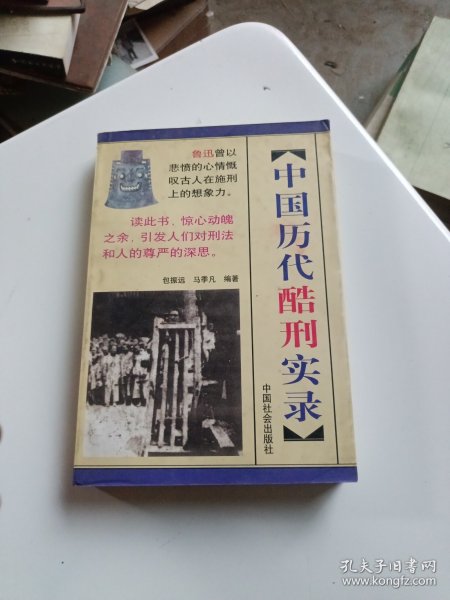 鲁迅曾以
悲愤的心情慨
叹古人在施刑
上的想象力。
读此书，惊心动魄
之余，引发人们对刑法
和人的尊严的深思。
包振远 马季凡 编著
【中国历代酷刑实录】
中国社会出版社
孔夫子旧书网
www.kongfz.com